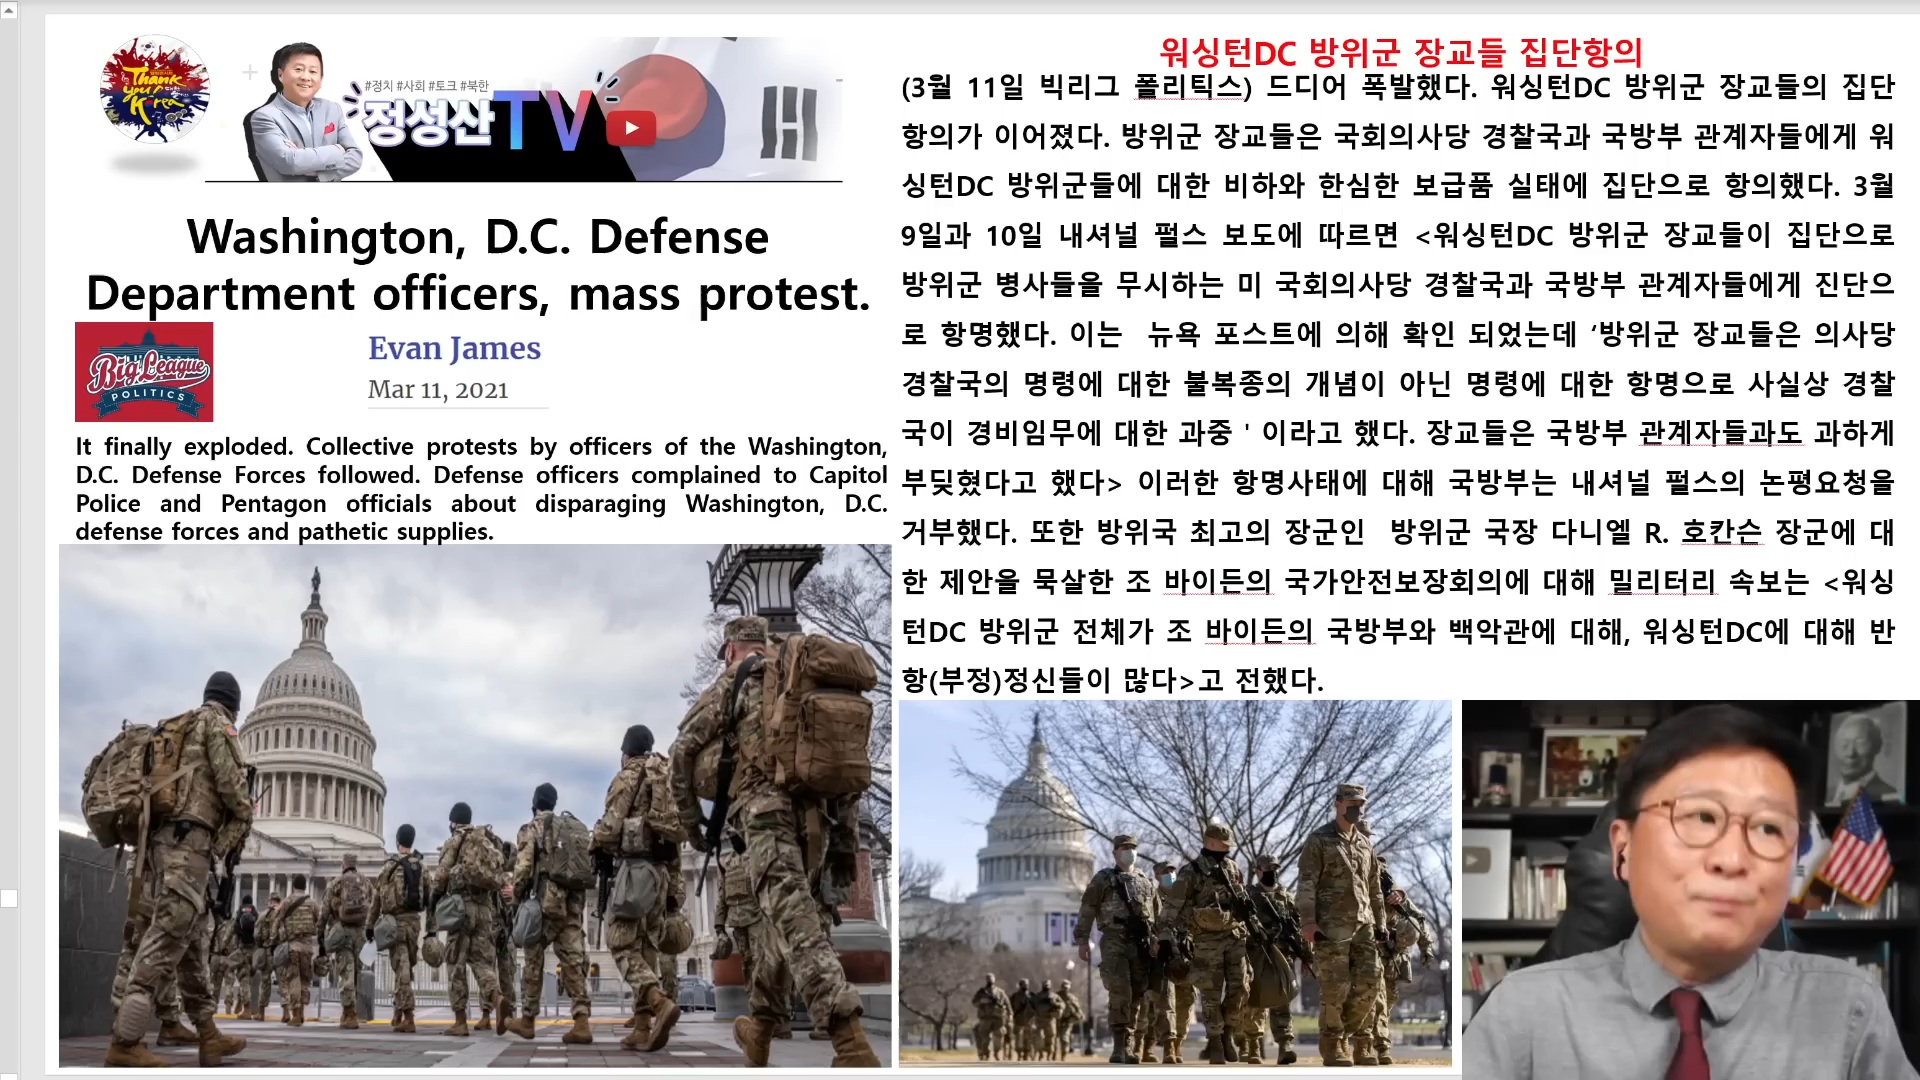 Thank
you
Korea
#정치 #사회 #토크 #북한
정성산TV
Washington, D.C. Defense
Department officers, mass protest.
Big League
POLITICS
Evan James
Mar 11, 2021
It finally exploded. Collective protests by officers of the Washington,
D.C. Defense Forces followed. Defense officers complained to Capitol
Police and Pentagon officials about disparaging Washington, D.C.
defense forces and pathetic supplies.
워싱턴DC 방위군 장교들 집단항의
(3월 11일 빅리그 폴리틱스) 드디어 폭발했다. 워싱턴DC 방위군 장교들의 집단
항의가 이어졌다. 방위군 장교들은 국회의사당 경찰국과 국방부 관계자들에게 워
싱턴DC 방위군들에 대한 비하와 한심한 보급품 실태에 집단으로 항의했다. 3월
9일과 10일 내셔널 펄스 보도에 따르면 <워싱턴DC 방위군 장교들이 집단으로
방위군 병사들을 무시하는 미 국회의사당 경찰국과 국방부 관계자들에게 진단으
로 항명했다. 이는 뉴욕 포스트에 의해 확인 되었는데 ‘방위군 장교들은 의사당
경찰국의 명령에 대한 불복종의 개념이 아닌 명령에 대한 항명으로 사실상 경찰
국이 경비임무에 대한 과중 ' 이라고 했다. 장교들은 국방부 관계자들과도 과하게
부딪혔다고 했다> 이러한 항명사태에 대해 국방부는 내셔널 펄스의 논평요청을
거부했다. 또한 방위국 최고의 장군인 방위군 국장 다니엘 R. 호칸슨 장군에 대
한 제안을 묵살한 조 바이든의 국가안전보장회의에 대해 밀리터리 속보는 <워싱
턴DC 방위군 전체가 조 바이든의 국방부와 백악관에 대해, 워싱턴DC에 대해 반
항(부정)정신들이 많다>고 전했다.